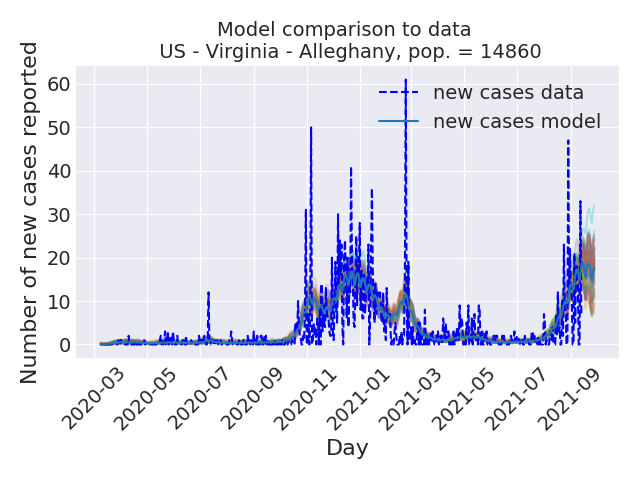 Model comparison to data
US - Virginia - Alleghany, pop. = 14860
Number of new cases reported
60
50
40
30
20
10
0
new cases data
new cases model
2020-03
2020-05
2020-07
2020-09
2020-11
2021-01
2021-03
2021-05
2021-07
2021-09
Day